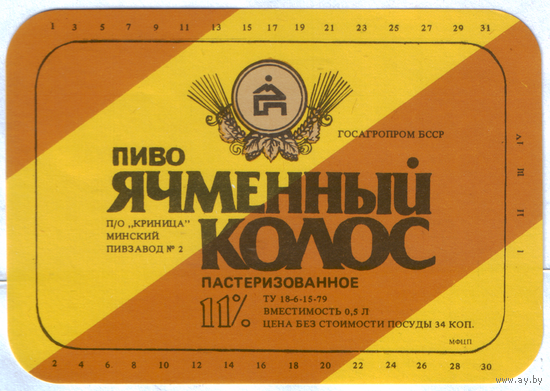 1 3 5 7 9 11 13 15 17 19 21 23 25 27 29 31
ГОСАГРОПРОМ БССР
ПИВО
ЯЧМЕННЫЙ
КОЛОС
П/О „КРИНИЦА"
МИНСКИЙ
ПИВЗАВОД № 2
ПАСТЕРИЗОВАННОЕ
11%
ТУ 18-6-15-79
ВМЕСТИМОСТЬ 0,5 Л
ЦЕНА БЕЗ СТОИМОСТИ ПОСУДЫ 34 КОП.
МФЦП
I II III IV
2 4 6 8 10 12 14 16 18 20 22 24 26 28 30
www.ay.by